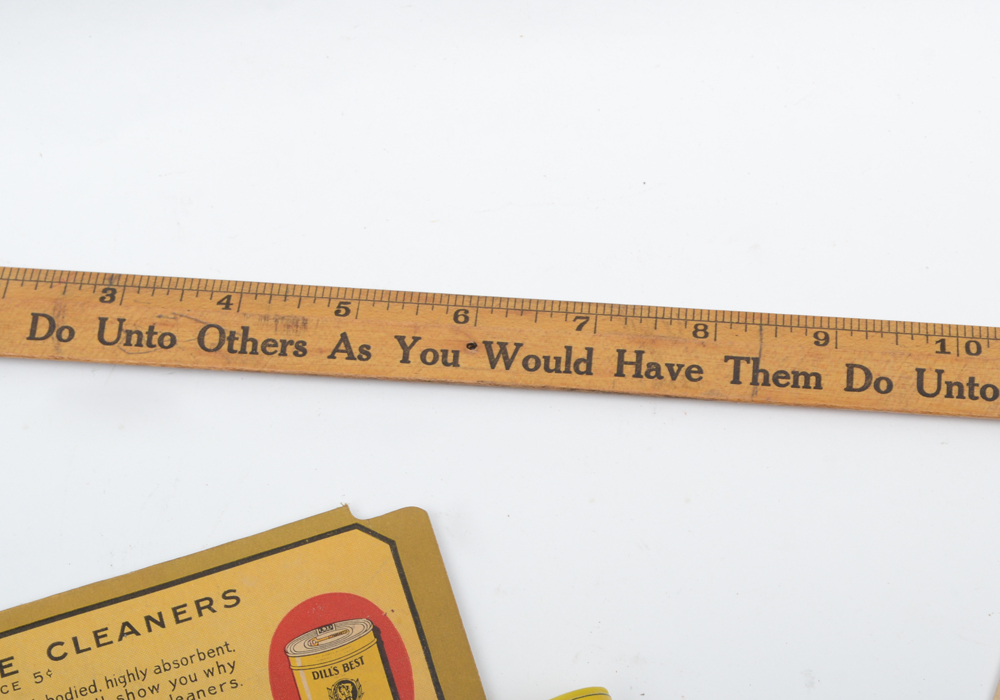 3 4 5 6 7 8 9 10
Do Unto Others As You Would Have Them Do Unto
E CLEANERS
CE 5¢
bodied, highly absorbent,
show you why
leaners.
DILL'S BEST